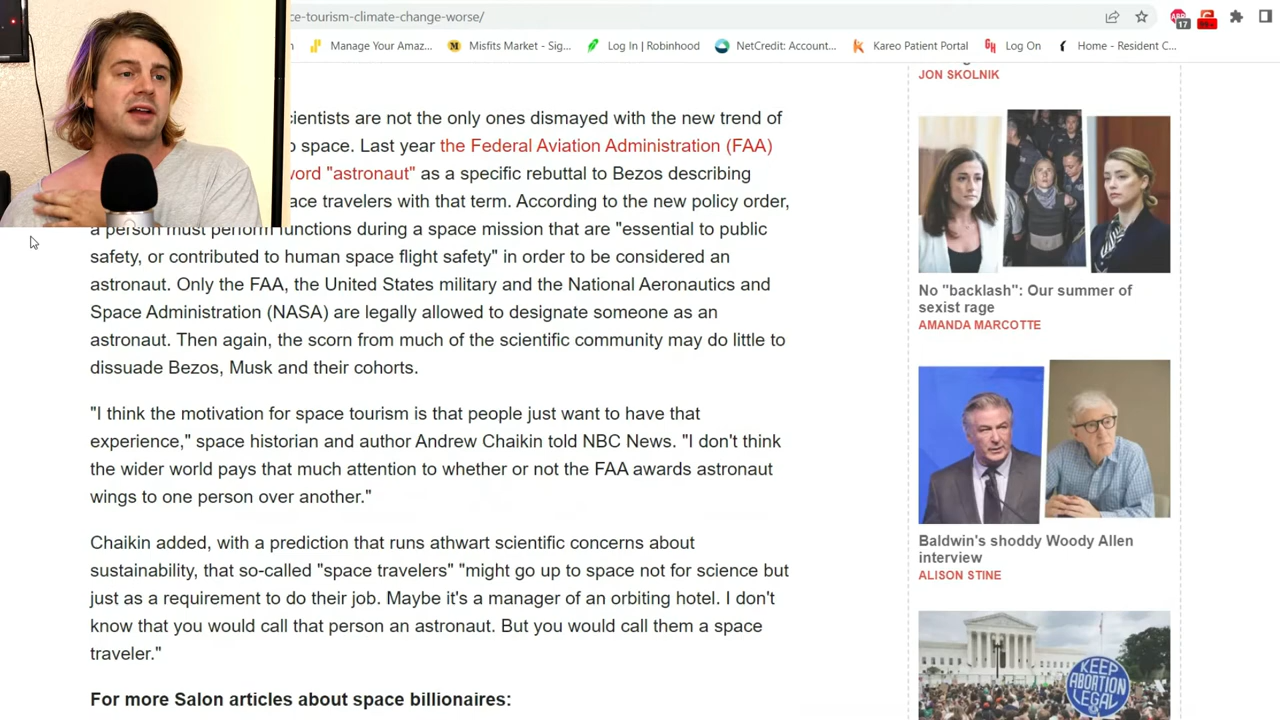 ce-tourism-climate-change-worse/
17
99+
Manage Your Amaz...
Misfits Market - Sig...
Log In | Robinhood
NetCredit: Account...
Kareo Patient Portal
Log On
Home - Resident C...
cientists are not the only ones dismayed with the new trend of
o space. Last year the Federal Aviation Administration (FAA)
word "astronaut" as a specific rebuttal to Bezos describing
ace travelers with that term. According to the new policy order,
a person must perform functions during a space mission that are "essential to public
safety, or contributed to human space flight safety" in order to be considered an
astronaut. Only the FAA, the United States military and the National Aeronautics and
Space Administration (NASA) are legally allowed to designate someone as an
astronaut. Then again, the scorn from much of the scientific community may do little to
dissuade Bezos, Musk and their cohorts.
"I think the motivation for space tourism is that people just want to have that
experience," space historian and author Andrew Chaikin told NBC News. "I don't think
the wider world pays that much attention to whether or not the FAA awards astronaut
wings to one person over another."
Chaikin added, with a prediction that runs athwart scientific concerns about
sustainability, that so-called "space travelers" "might go up to space not for science but
just as a requirement to do their job. Maybe it's a manager of an orbiting hotel. I don't
know that you would call that person an astronaut. But you would call them a space
traveler."
For more Salon articles about space billionaires:
JON SKOLNIK
No "backlash": Our summer of
sexist rage
AMANDA MARCOTTE
Baldwin's shoddy Woody Allen
interview
ALISON STINE
KEEP
ABORTION
LEGAL